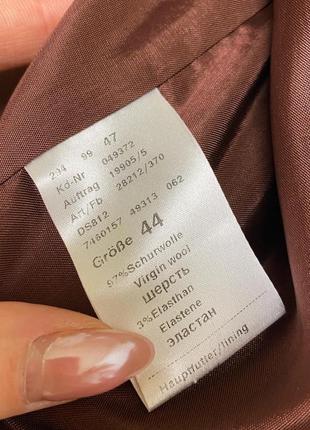 234 99 47
Kd-Nr 049372
Auftrag 19905/5
Art/Fb 28212/370
DS812
7460157 49313 062
Größe 44
97%Schurwolle
Virgin wool
шерсть
3%Elasthan
Elastene
эластан
Hauptfutter/lining